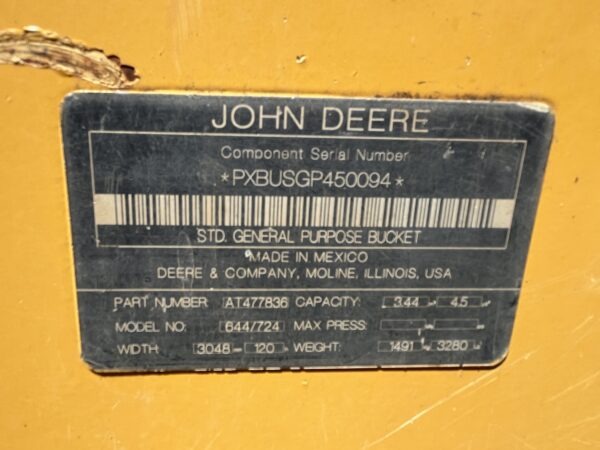 JOHN DEERE
Component Serial Number
*PXBUSGP450094*
STD. GENERAL PURPOSE BUCKET
MADE IN MEXICO
DEERE & COMPANY, MOLINE, ILLINOIS, USA
PART NUMBER AT477836 CAPACITY: 3.44 4.5
MODEL NO: 644/724 MAX PRESS:
WIDTH: 3048 120 WEIGHT: 1491 3280